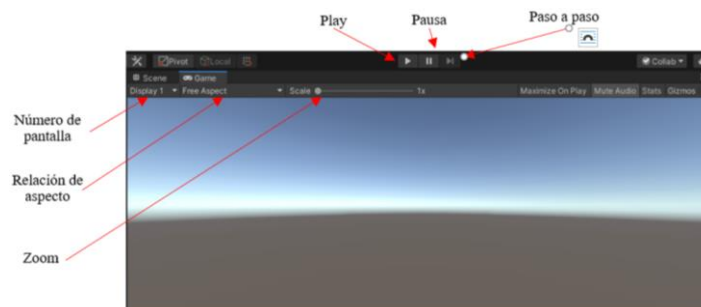 Play
Pausa
Paso a paso
Pivot
Local
Collab
Scene
Game
Display 1
Free Aspect
Scale
1x
Maximize On Play
Mute Audio
Stats
Gizmos
Número de
pantalla
Relación de
aspecto
Zoom